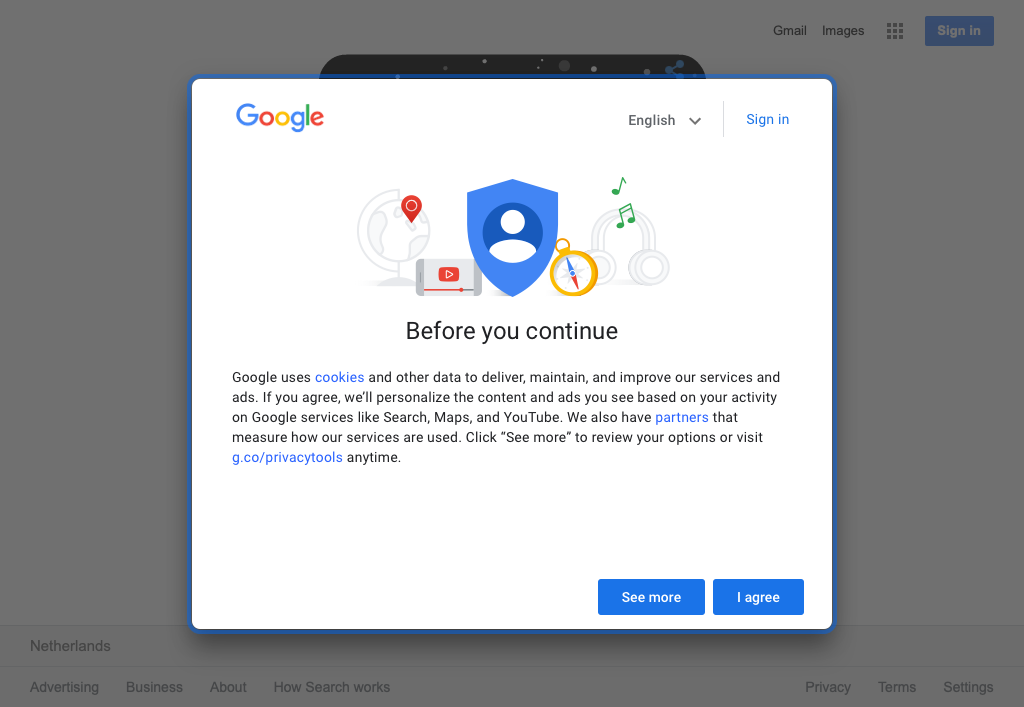 Gmail Images Sign in
Google English Sign in
Before you continue
Google uses cookies and other data to deliver, maintain, and improve our services and
ads. If you agree, we’ll personalize the content and ads you see based on your activity
on Google services like Search, Maps, and YouTube. We also have partners that
measure how our services are used. Click “See more” to review your options or visit
g.co/privacytools anytime.
See more I agree
Netherlands
Advertising Business About How Search works Privacy Terms Settings